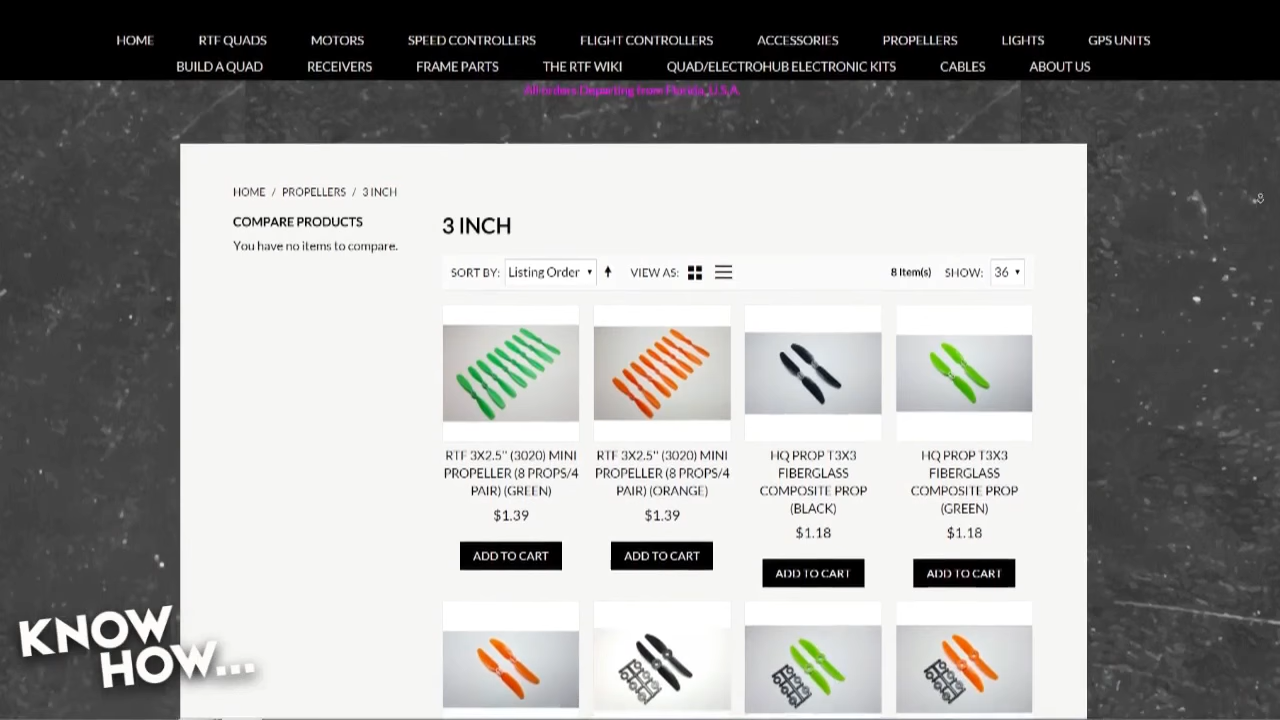 HOME RTF QUADS MOTORS SPEED CONTROLLERS FLIGHT CONTROLLERS ACCESSORIES PROPELLERS LIGHTS GPS UNITS
BUILD A QUAD RECEIVERS FRAME PARTS THE RTF WIKI QUAD/ELECTROHUB ELECTRONIC KITS CABLES ABOUT US
All orders Departing from Florida, U.S.A.
HOME / PROPELLERS / 3 INCH
COMPARE PRODUCTS
You have no items to compare.
3 INCH
SORT BY: Listing Order VIEW AS: 8 Item(s) SHOW: 36
RTF 3X2.5" (3020) MINI
PROPELLER (8 PROPS/4
PAIR) (GREEN)
$1.39
ADD TO CART
RTF 3X2.5" (3020) MINI
PROPELLER (8 PROPS/4
PAIR) (ORANGE)
$1.39
ADD TO CART
HQ PROP T3X3
FIBERGLASS
COMPOSITE PROP
(BLACK)
$1.18
ADD TO CART
HQ PROP T3X3
FIBERGLASS
COMPOSITE PROP
(GREEN)
$1.18
ADD TO CART
KNOW
HOW...